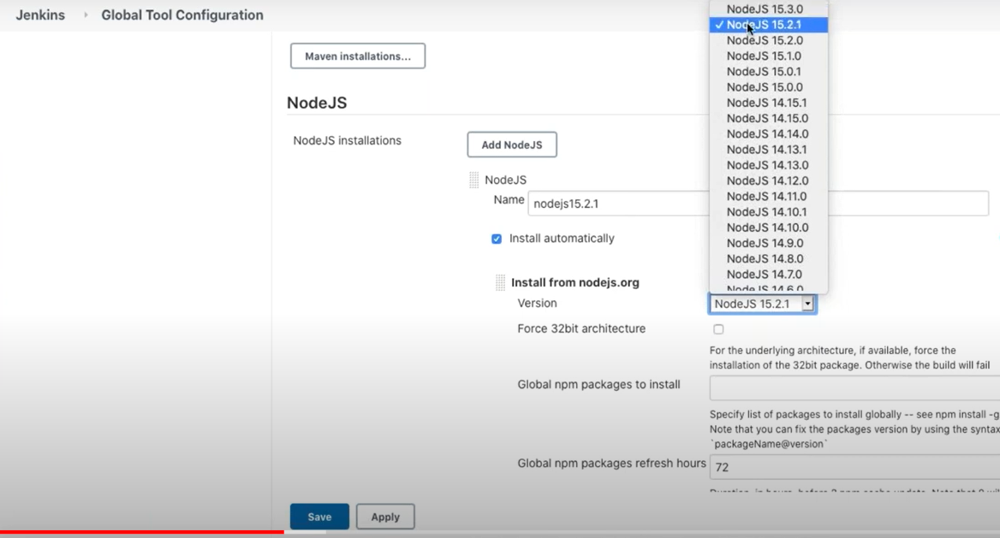 Jenkins › Global Tool Configuration
Maven installations...
NodeJS
NodeJS installations
Add NodeJS
NodeJS
Name nodejs15.2.1
Install automatically
Install from nodejs.org
Version
NodeJS 15.3.0
✓ NodeJS 15.2.1
NodeJS 15.2.0
NodeJS 15.1.0
NodeJS 15.0.1
NodeJS 15.0.0
NodeJS 14.15.1
NodeJS 14.15.0
NodeJS 14.14.0
NodeJS 14.13.1
NodeJS 14.13.0
NodeJS 14.12.0
NodeJS 14.11.0
NodeJS 14.10.1
NodeJS 14.10.0
NodeJS 14.9.0
NodeJS 14.8.0
NodeJS 14.7.0
NodeJS 14.6.0
NodeJS 15.2.1
Force 32bit architecture
For the underlying architecture, if available, force the
installation of the 32bit package. Otherwise the build will fail
Global npm packages to install
Specify list of packages to install globally -- see npm install -g
Note that you can fix the packages version by using the syntax
`packageName@version`
Global npm packages refresh hours 72
Save
Apply